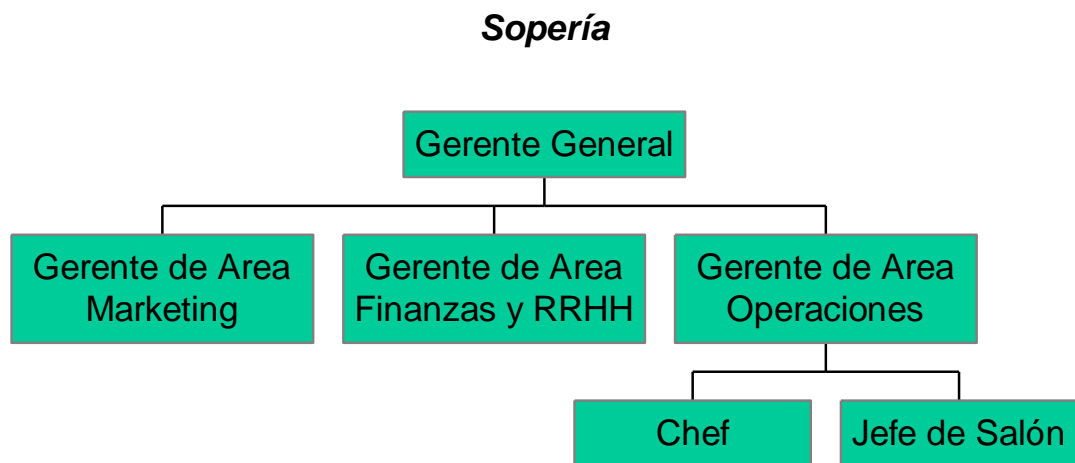 Sopería
Gerente General
Gerente de Area
Marketing
Gerente de Area
Finanzas y RRHH
Gerente de Area
Operaciones
Chef
Jefe de Salón